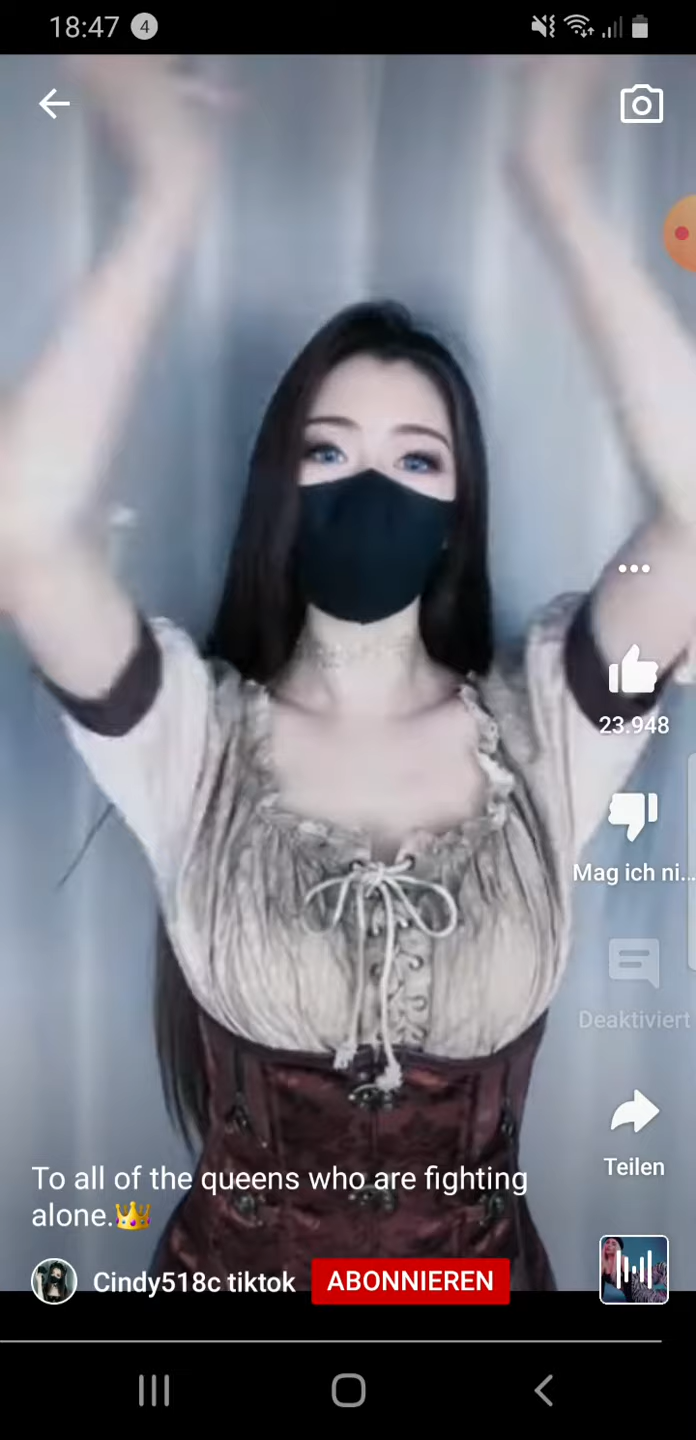 18:47 4
23.948
Mag ich ni...
Deaktiviert
Teilen
To all of the queens who are fighting
alone.👑
Cindy518c tiktok ABONNIEREN